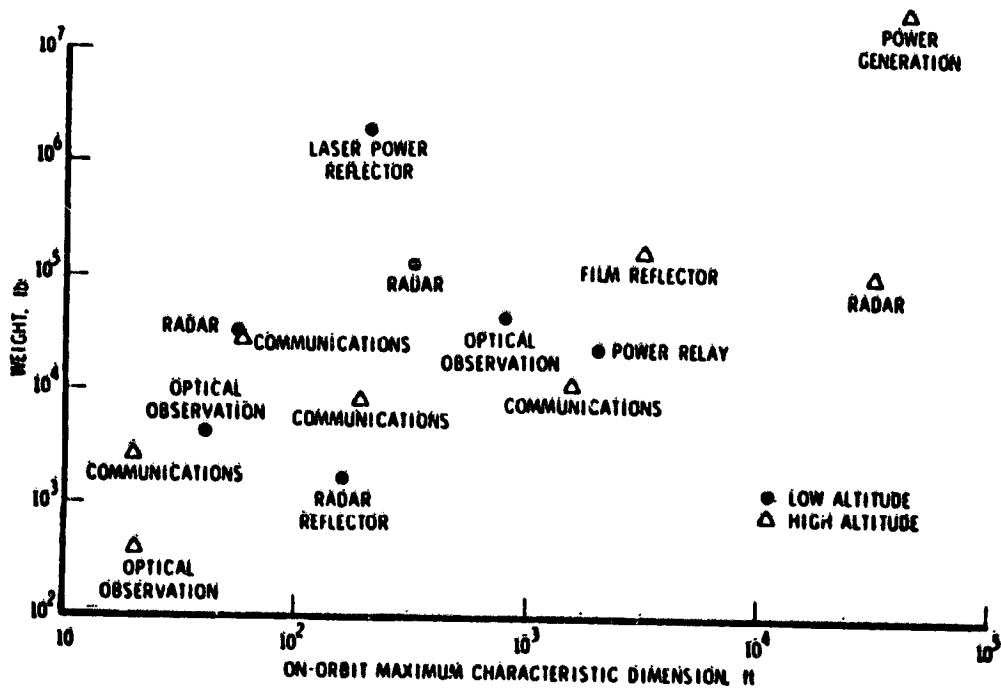 10⁷
POWER
GENERATION
LASER POWER
REFLECTOR
10⁶
10⁵
RADAR
FILM REFLECTOR
RADAR
WEIGHT, lb
RADAR
COMMUNICATIONS
OPTICAL
OBSERVATION
POWER RELAY
10⁴
OPTICAL
OBSERVATION
COMMUNICATIONS
COMMUNICATIONS
COMMUNICATIONS
10³
RADAR
REFLECTOR
LOW ALTITUDE
HIGH ALTITUDE
OPTICAL
OBSERVATION
10²
10
10²
10³
10⁴
10⁵
ON-ORBIT MAXIMUM CHARACTERISTIC DIMENSION, ft